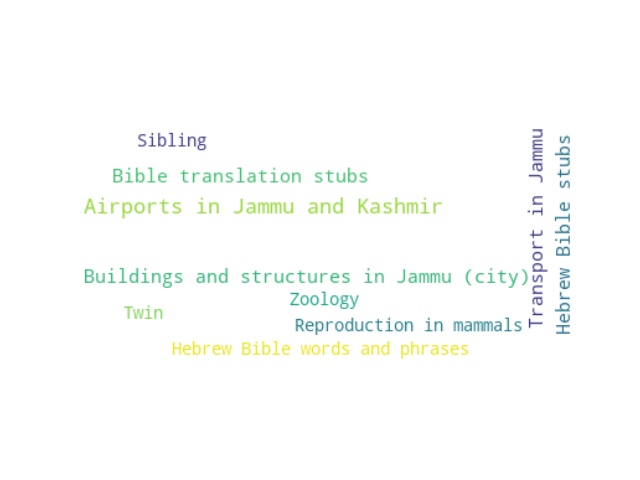 Sibling
Bible translation stubs
Airports in Jammu and Kashmir
Buildings and structures in Jammu (city)
Zoology
Twin
Reproduction in mammals
Hebrew Bible words and phrases
Transport in Jammu
Hebrew Bible stubs